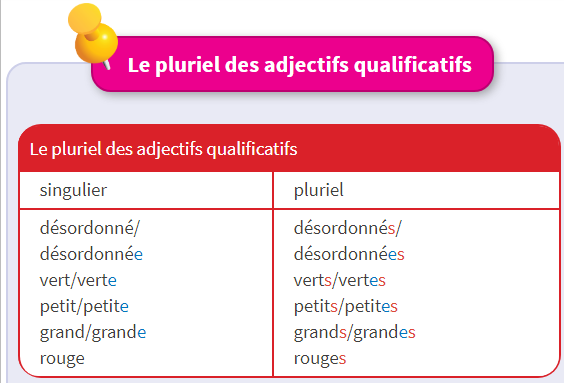 Le pluriel des adjectifs qualificatifs
Le pluriel des adjectifs qualificatifs
singulier pluriel
désordonné/ désordonnés/
désordonnée désordonnées
vert/verte verts/vertes
petit/petite petits/petites
grand/grande grands/grandes
rouge rouges